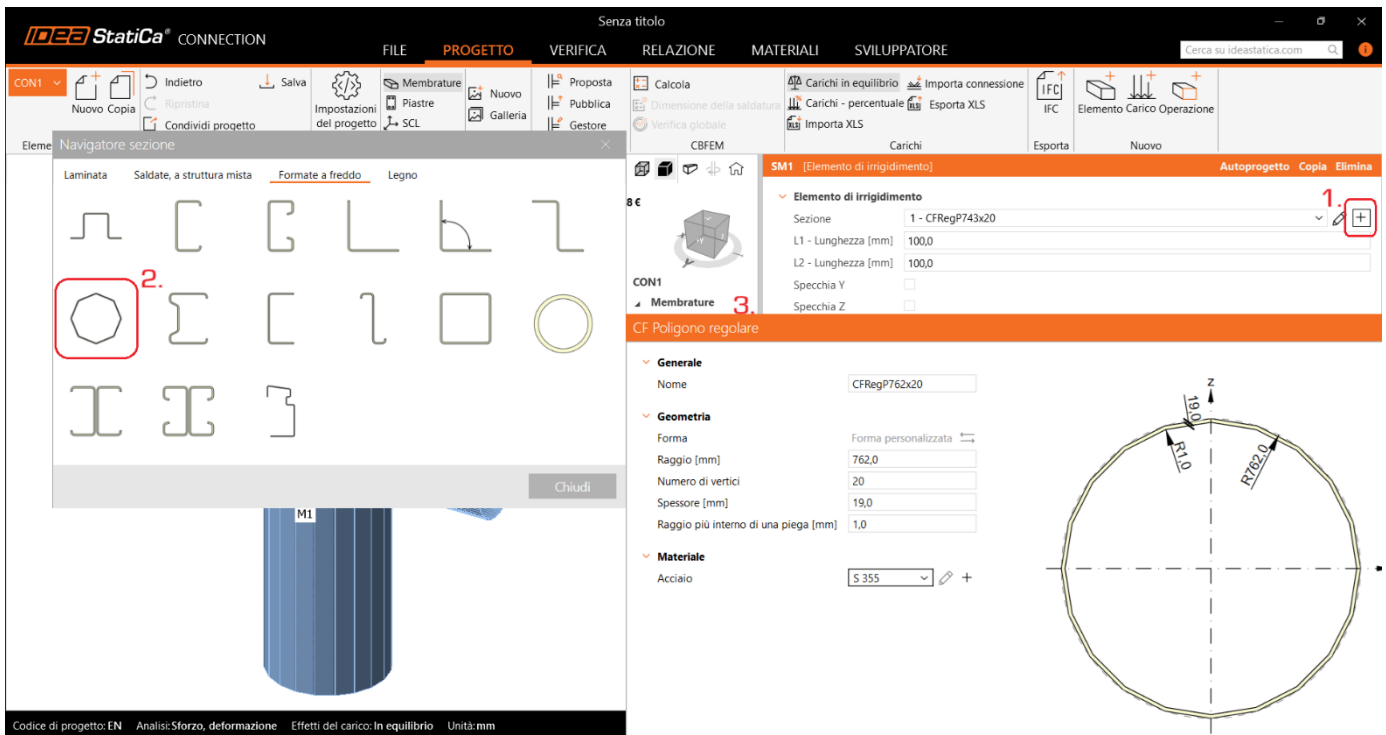 Senza titolo
IDEA StatiCa® CONNECTION
FILE PROGETTO VERIFICA RELAZIONE MATERIALI SVILUPPATORE
Cerca su ideastatica.com
CON1
Nuovo Copia
Indietro
Ripristina
Condividi progetto
Salva
Impostazioni
del progetto
Membrature
Piastre
SCL
Nuovo
Galleria
Proposta
Pubblica
Gestore
Calcola
Dimensione della saldatura
Verifica globale
CBFEM
Carichi in equilibrio
Carichi - percentuale
Importa XLS
Importa connessione
Esporta XLS
Carichi
IFC
Esporta
Elemento Carico Operazione
Nuovo
Eleme
Navigatore sezione
Laminata Saldate, a struttura mista Formate a freddo Legno
2.
Chiudi
M1
8 €
CON1
Membrature
SM1 [Elemento di irrigidimento] Autoprogetto Copia Elimina
Elemento di irrigidimento
1.
Sezione 1 - CFRegP743x20
L1 - Lunghezza [mm] 100,0
L2 - Lunghezza [mm] 100,0
Specchia Y
Specchia Z
3.
CF Poligono regolare
Generale
Nome CFRegP762x20
Geometria
Forma Forma personalizzata
Raggio [mm] 762,0
Numero di vertici 20
Spessore [mm] 19,0
Raggio più interno di una piega [mm] 1,0
Materiale
Acciaio S 355
Z
19,0
R1,0
R762,0
Codice di progetto: EN Analisi: Sforzo, deformazione Effetti del carico: In equilibrio Unità: mm